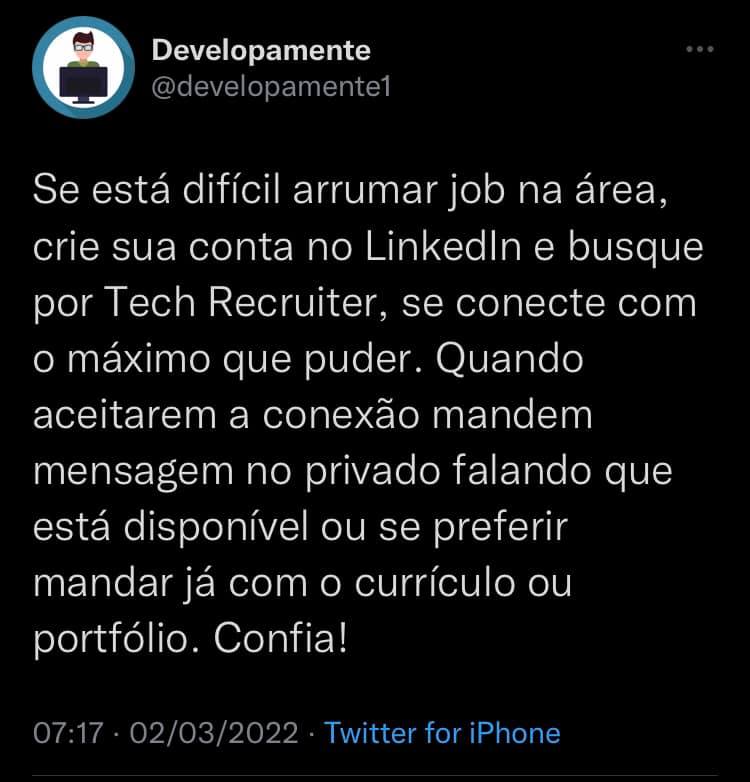 Developamente
@developamente1
Se está difícil arrumar job na área,
crie sua conta no LinkedIn e busque
por Tech Recruiter, se conecte com
o máximo que puder. Quando
aceitarem a conexão mandem
mensagem no privado falando que
está disponível ou se preferir
mandar já com o currículo ou
portfólio. Confia!
07:17 · 02/03/2022 · Twitter for iPhone